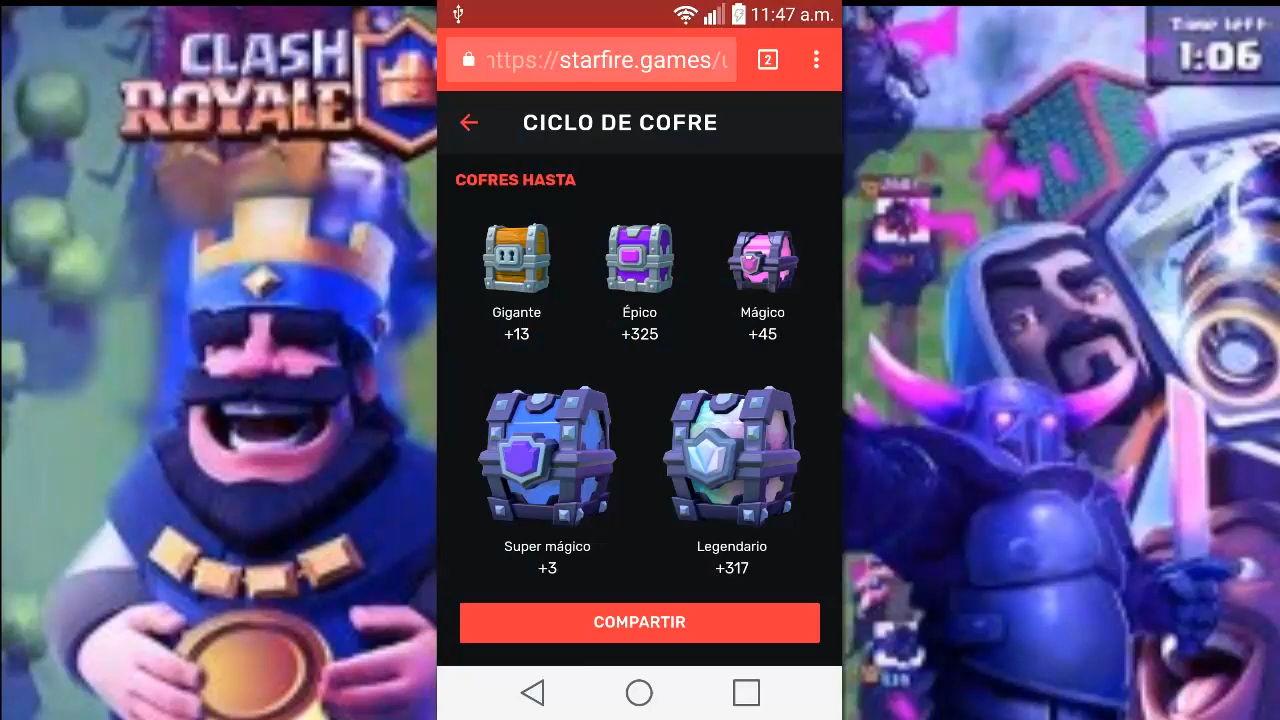 CLASH
ROYALE
11:47 a.m.
https://starfire.games/u
2
CICLO DE COFRE
COFRES HASTA
Gigante
+13
Épico
+325
Mágico
+45
Super mágico
+3
Legendario
+317
COMPARTIR
Time left:
1:06